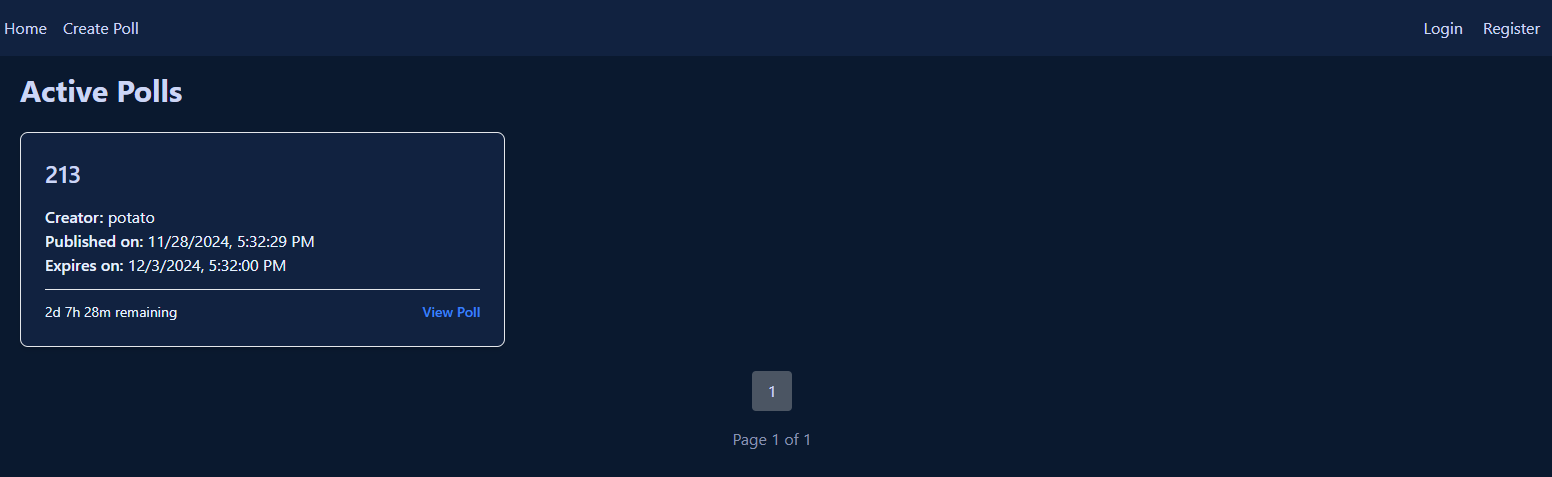 Home Create Poll Login Register
Active Polls
213
Creator: potato
Published on: 11/28/2024, 5:32:29 PM
Expires on: 12/3/2024, 5:32:00 PM
2d 7h 28m remaining View Poll
1
Page 1 of 1